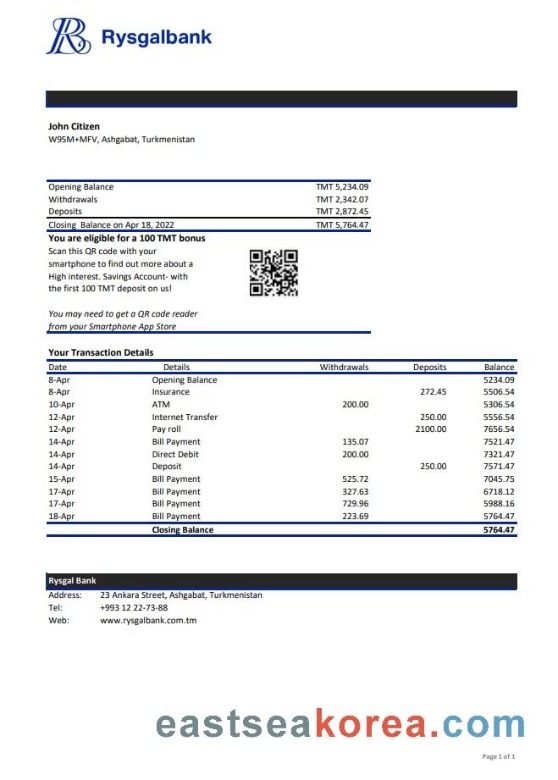 Rysgalbank
John Citizen
W95M+MFV, Ashgabat, Turkmenistan
Opening Balance TMT 5,234.09
Withdrawals TMT 2,342.07
Deposits TMT 2,872.45
Closing Balance on Apr 18, 2022 TMT 5,764.47
You are eligible for a 100 TMT bonus
Scan this QR code with your
smartphone to find out more about a
High interest. Savings Account- with
the first 100 TMT deposit on us!
You may need to get a QR code reader
from your Smartphone App Store
Your Transaction Details
Date Details Withdrawals Deposits Balance
8-Apr Opening Balance 5234.09
8-Apr Insurance 272.45 5506.54
10-Apr ATM 200.00 5306.54
12-Apr Internet Transfer 250.00 5556.54
12-Apr Pay roll 2100.00 7656.54
14-Apr Bill Payment 135.07 7521.47
14-Apr Direct Debit 200.00 7321.47
14-Apr Deposit 250.00 7571.47
15-Apr Bill Payment 525.72 7045.75
17-Apr Bill Payment 327.63 6718.12
17-Apr Bill Payment 729.96 5988.16
18-Apr Bill Payment 223.69 5764.47
Closing Balance 5764.47
Rysgal Bank
Address: 23 Ankara Street, Ashgabat, Turkmenistan
Tel: +993 12 22-73-88
Web: www.rysgalbank.com.tm
eastseakorea.com
Page 1 of 1